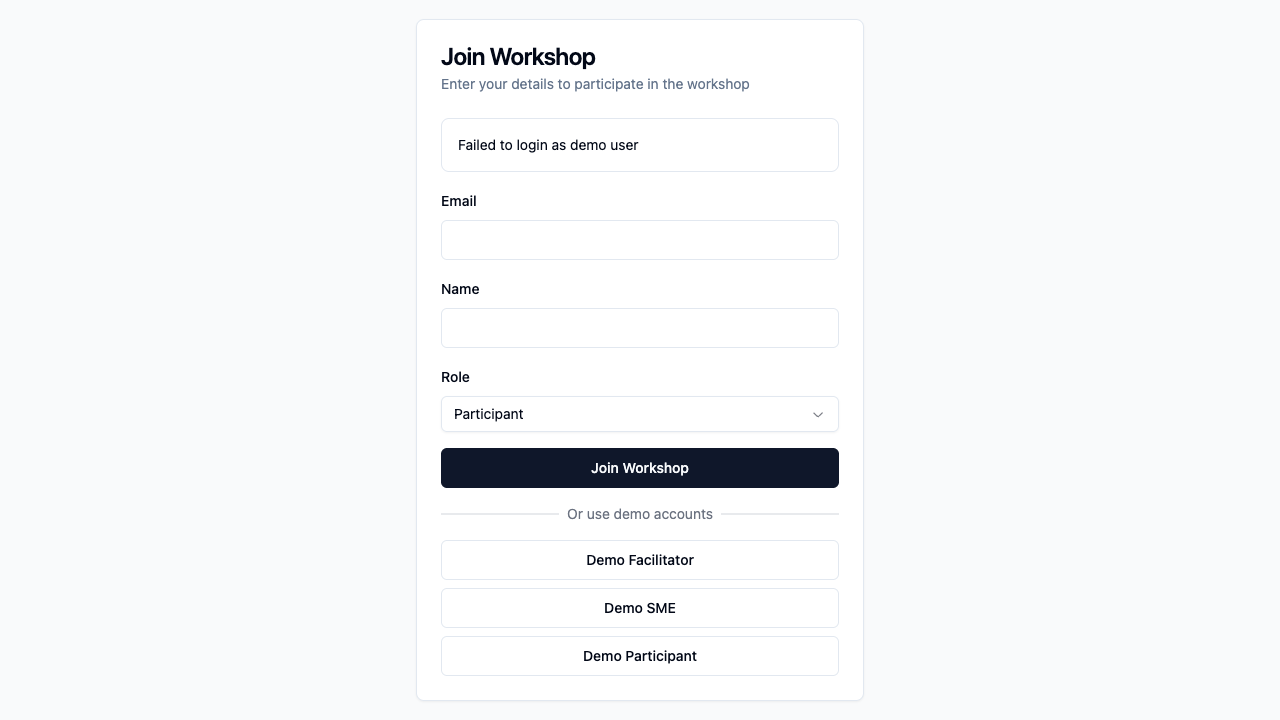 Join Workshop
Enter your details to participate in the workshop
Failed to login as demo user
Email
Name
Role
Participant
Join Workshop
Or use demo accounts
Demo Facilitator
Demo SME
Demo Participant